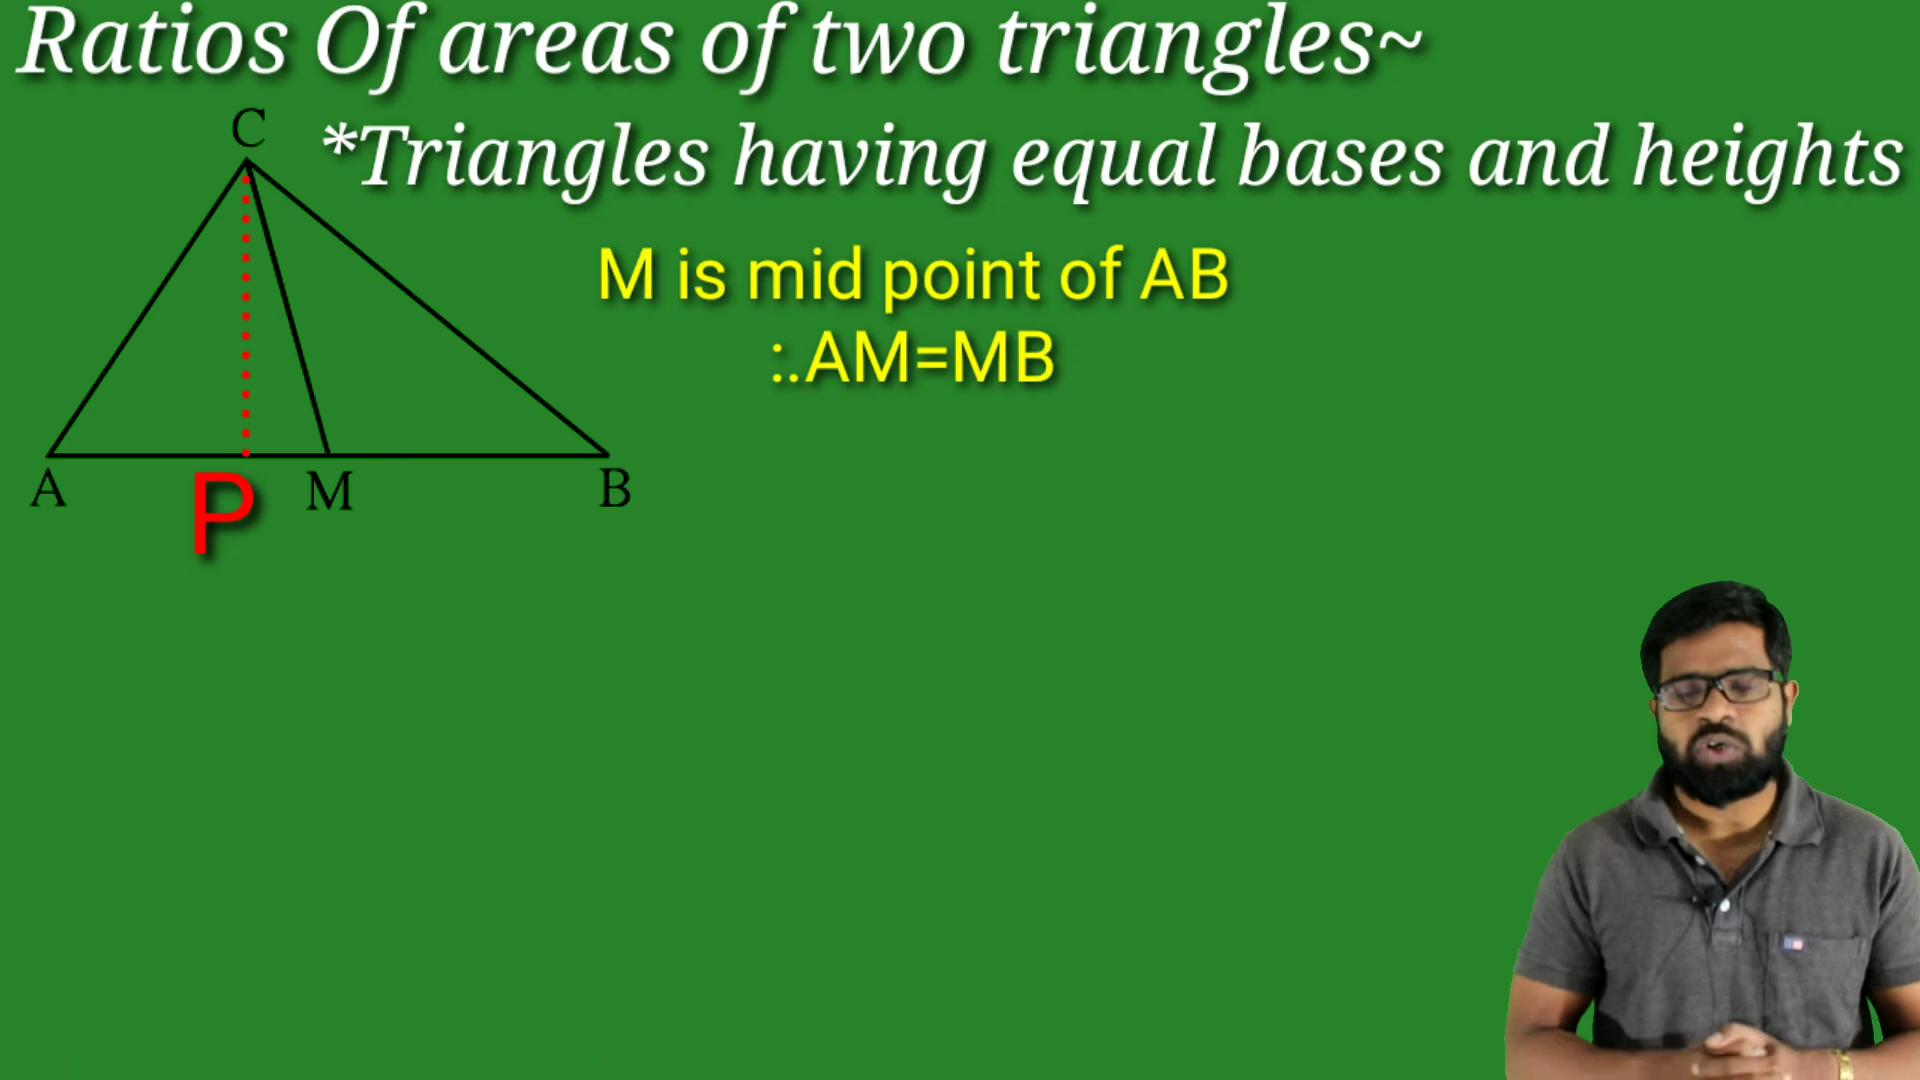 Ratios Of areas of two triangles~
*Triangles having equal bases and heights
C
M is mid point of AB
:.AM=MB
A P M B